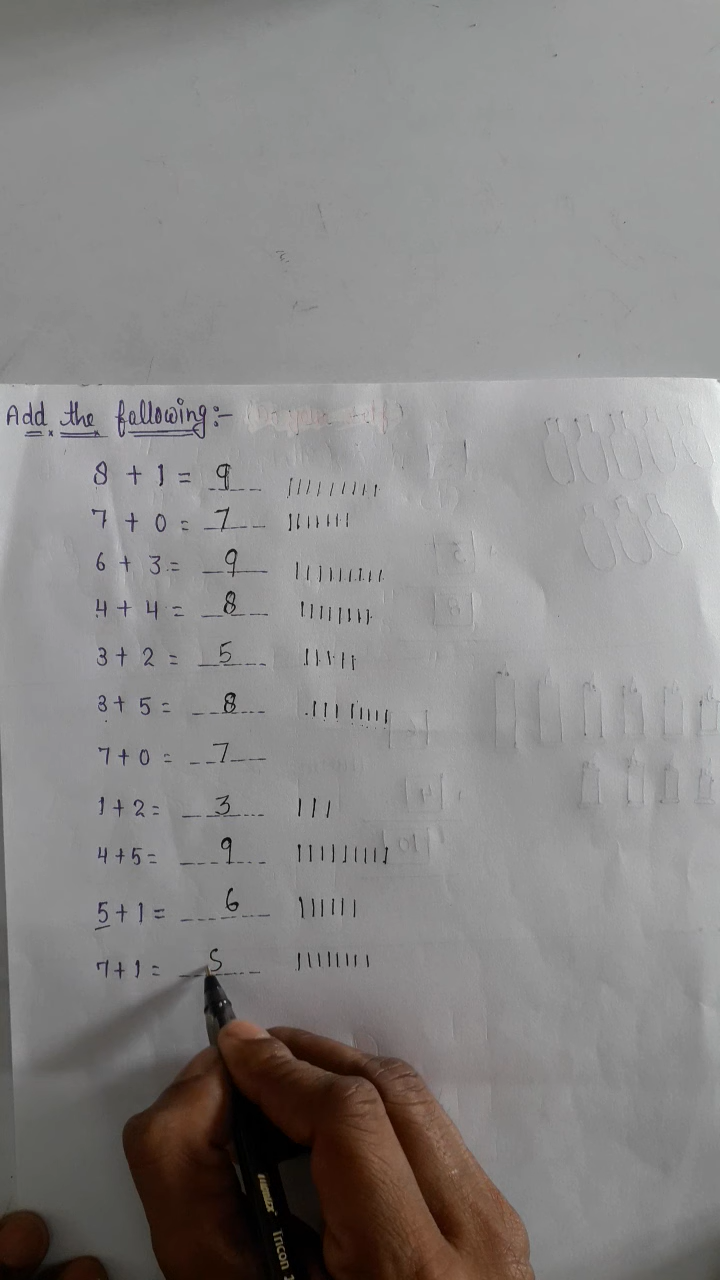 Add the following:-
8 + 1 = 9
7 + 0 = 7
6 + 3 = 9
4 + 4 = 8
3 + 2 = 5
3 + 5 = 8
7 + 0 = 7
1 + 2 = 3
4 + 5 = 9
5 + 1 = 6
7 + 1 = S
Tricon